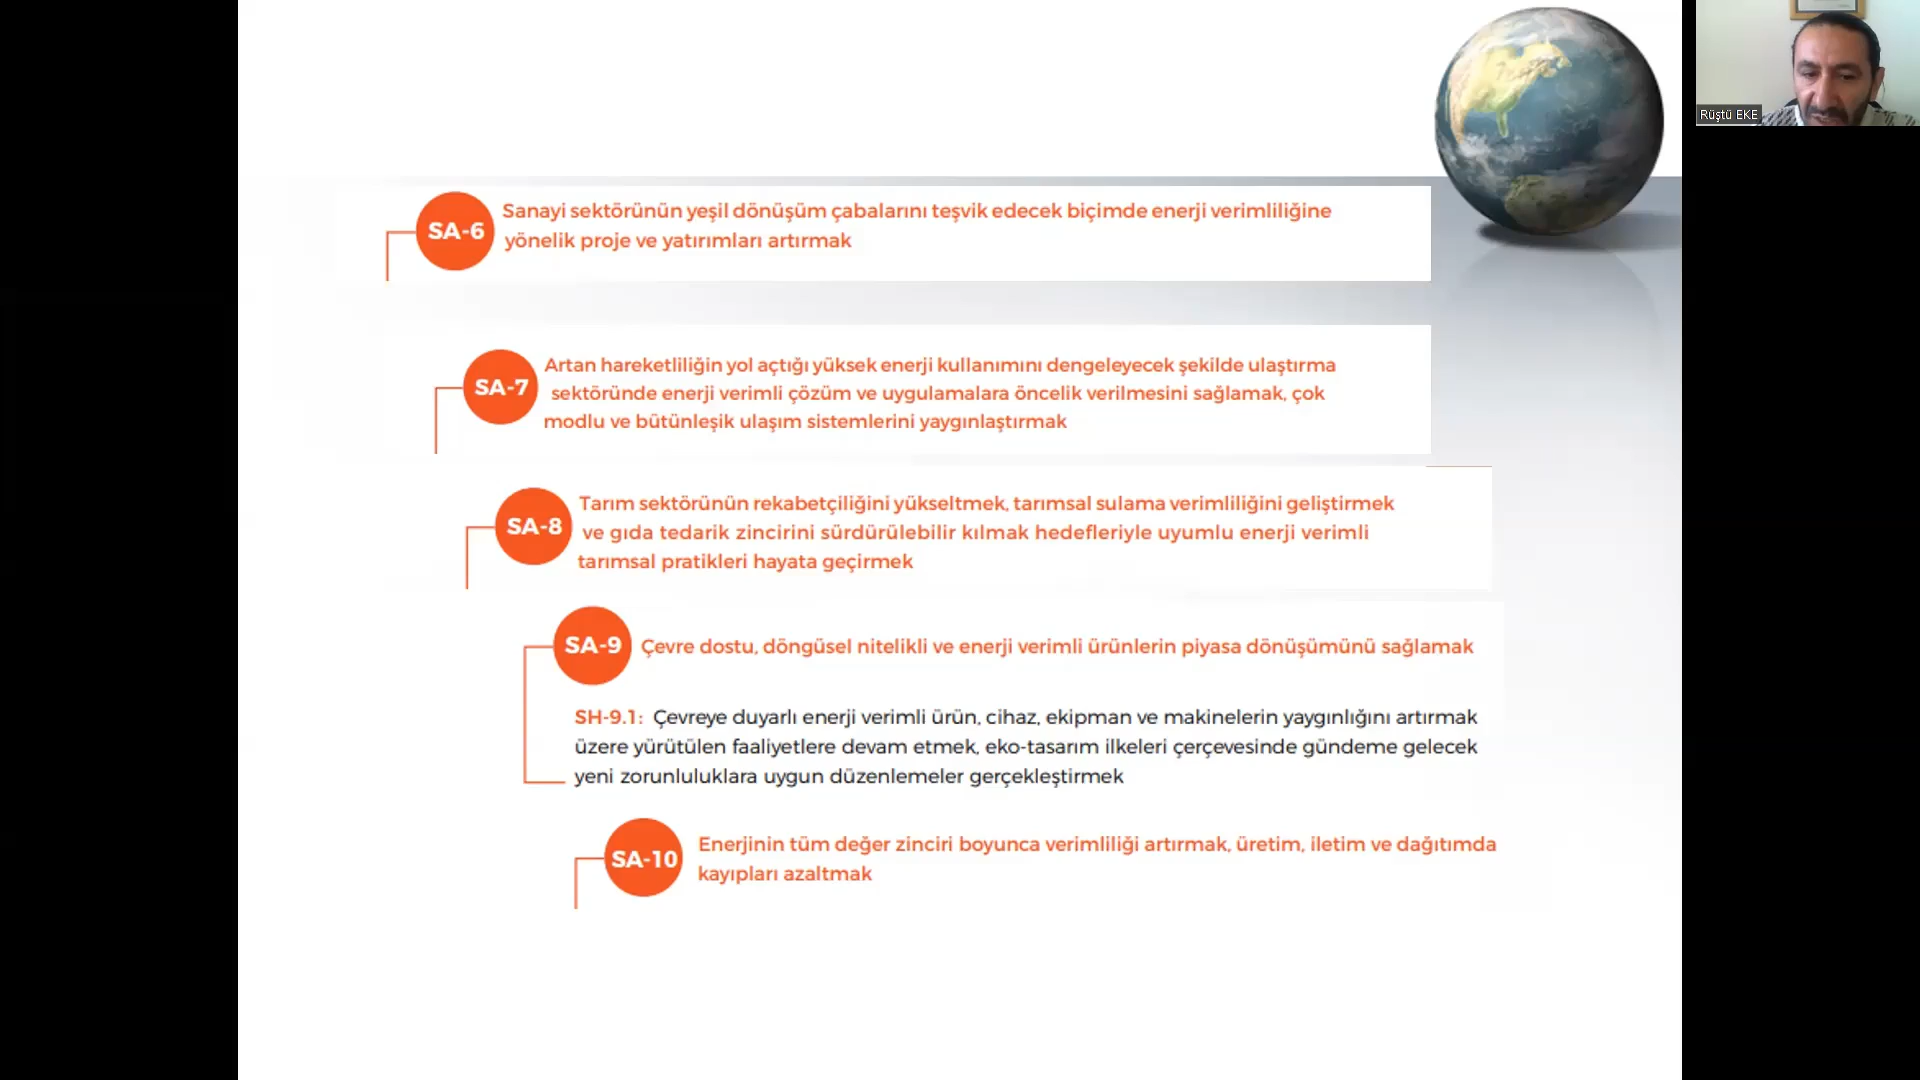 Rüştü EKE
SA-6
Sanayi sektörünün yeşil dönüşüm çabalarını teşvik edecek biçimde enerji verimliliğine
yönelik proje ve yatırımları artırmak
SA-7
Artan hareketliliğin yol açtığı yüksek enerji kullanımını dengeleyecek şekilde ulaştırma
sektöründe enerji verimli çözüm ve uygulamalara öncelik verilmesini sağlamak, çok
modlu ve bütünleşik ulaşım sistemlerini yaygınlaştırmak
SA-8
Tarım sektörünün rekabetçiliğini yükseltmek, tarımsal sulama verimliliğini geliştirmek
ve gıda tedarik zincirini sürdürülebilir kılmak hedefleriyle uyumlu enerji verimli
tarımsal pratikleri hayata geçirmek
SA-9
Çevre dostu, döngüsel nitelikli ve enerji verimli ürünlerin piyasa dönüşümünü sağlamak
SH-9.1: Çevreye duyarlı enerji verimli ürün, cihaz, ekipman ve makinelerin yaygınlığını artırmak
üzere yürütülen faaliyetlere devam etmek, eko-tasarım ilkeleri çerçevesinde gündeme gelecek
yeni zorunluluklara uygun düzenlemeler gerçekleştirmek
SA-10
Enerjinin tüm değer zinciri boyunca verimliliği artırmak, üretim, iletim ve dağıtımda
kayıpları azaltmak